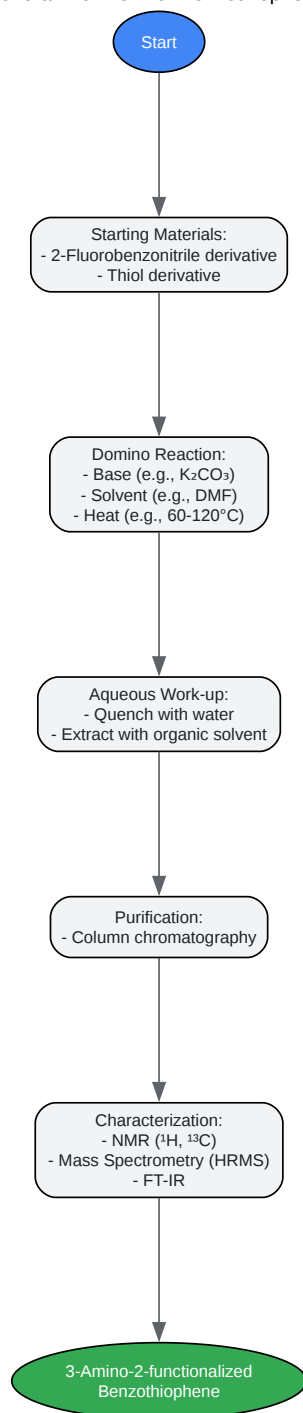 Start
Starting Materials:
- 2-Fluorobenzonitrile derivative
- Thiol derivative
Domino Reaction:
- Base (e.g., K₂CO₃)
- Solvent (e.g., DMF)
- Heat (e.g., 60-120°C)
Aqueous Work-up:
- Quench with water
- Extract with organic solvent
Purification:
- Column chromatography
Characterization:
- NMR (¹H, ¹³C)
- Mass Spectrometry (HRMS)
- FT-IR
3-Amino-2-functionalized
Benzothiophene